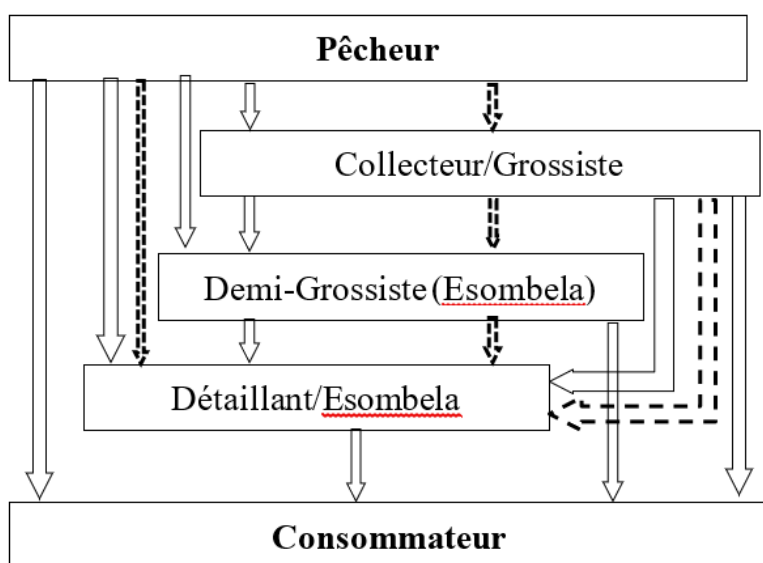 Pêcheur
Collecteur/Grossiste
Demi-Grossiste (Esombela)
Détaillant/Esombela
Consommateur